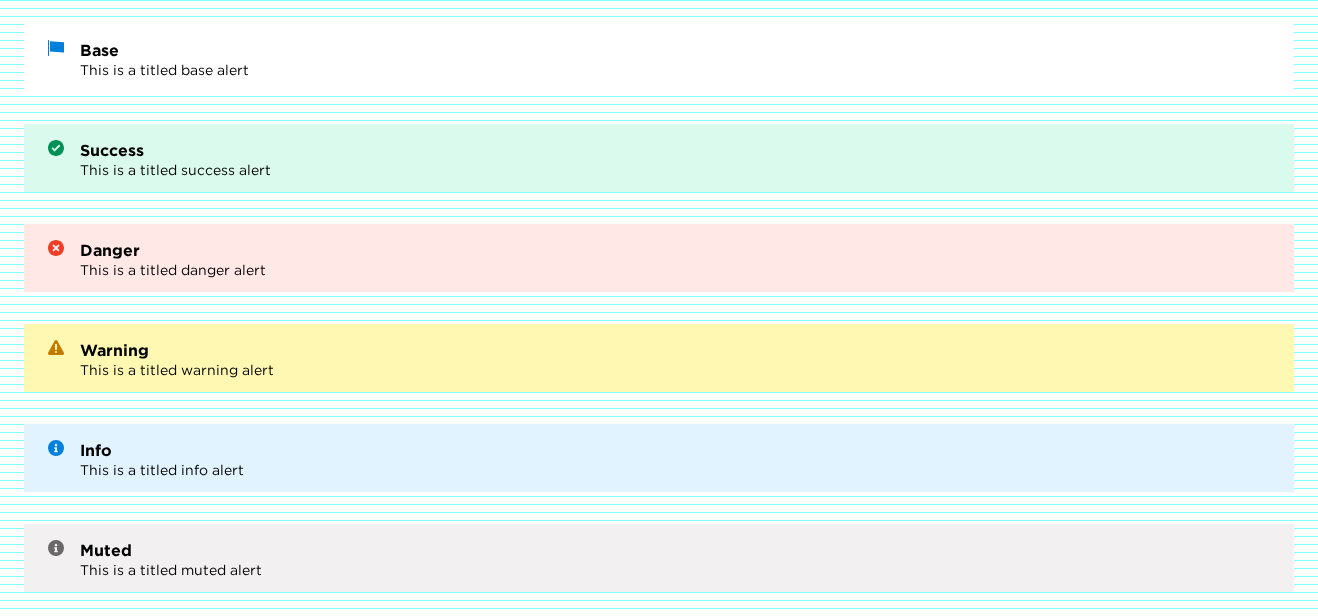 Base
This is a titled base alert
Success
This is a titled success alert
Danger
This is a titled danger alert
Warning
This is a titled warning alert
Info
This is a titled info alert
Muted
This is a titled muted alert